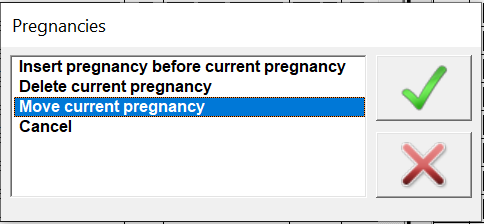 Pregnancies
Insert pregnancy before current pregnancy
Delete current pregnancy
Move current pregnancy
Cancel